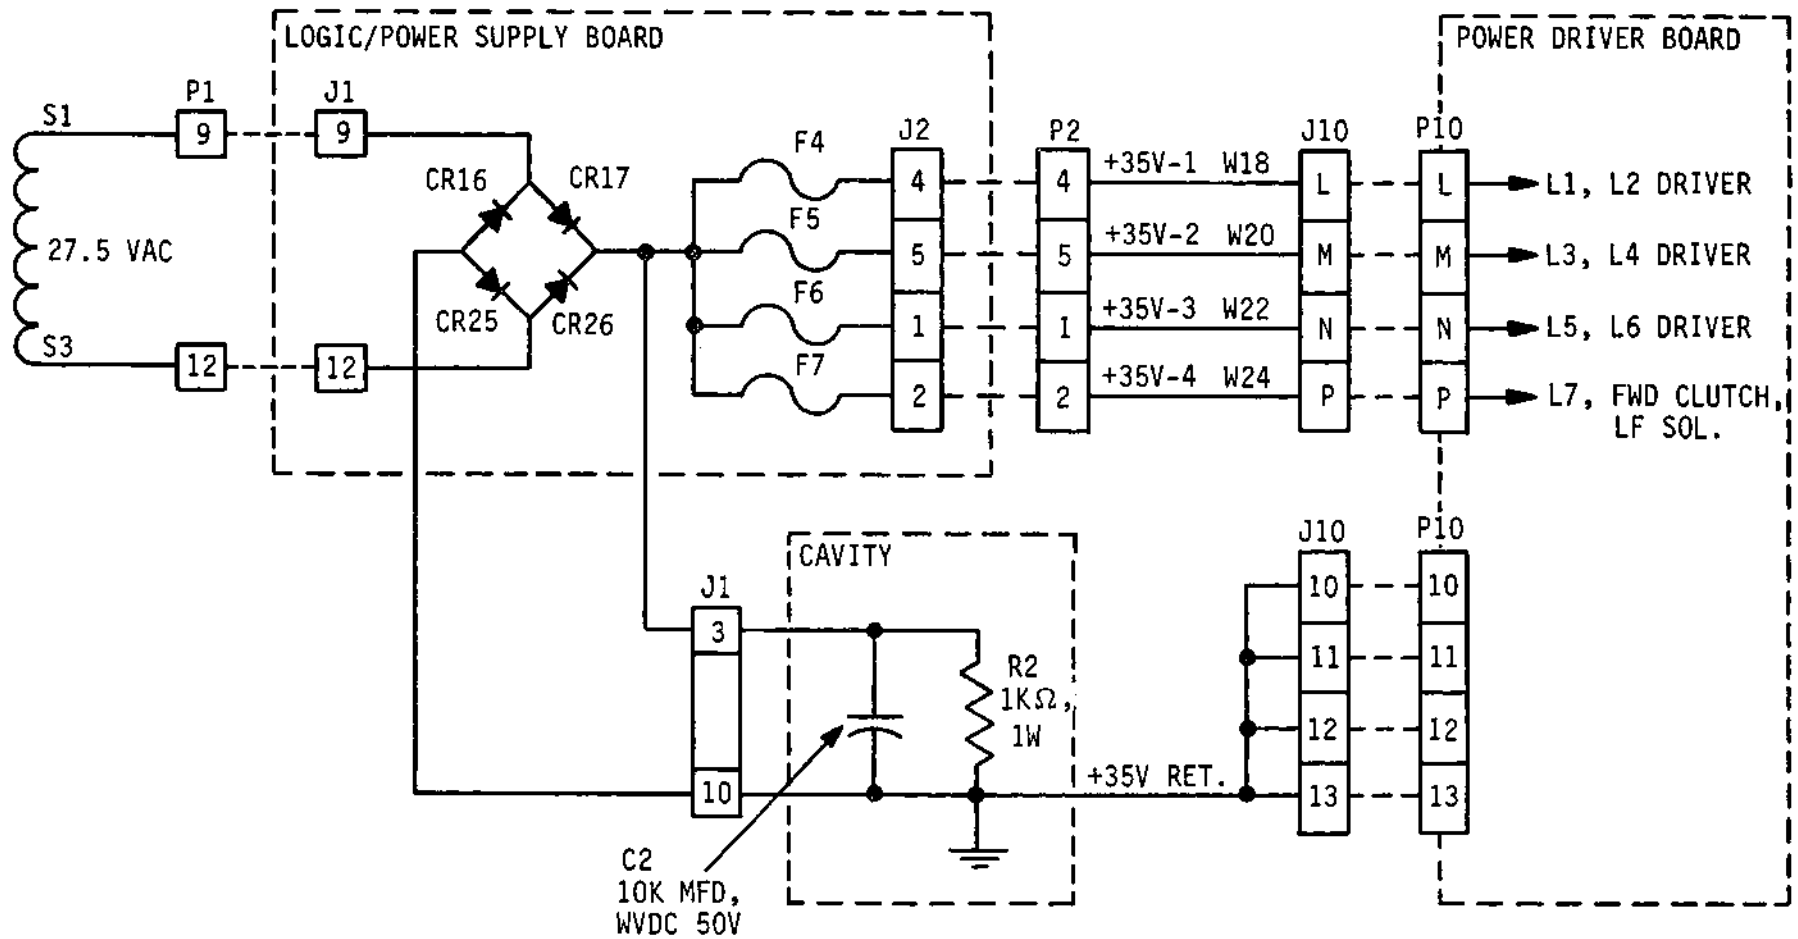 LOGIC/POWER SUPPLY BOARD
POWER DRIVER BOARD
P1
J1
S1
9
9
27.5 VAC
S3
12
12
CR16
CR17
CR25
CR26
F4
F5
F6
F7
J2
4
5
1
2
P2
4
5
I
2
+35V-1 W18
+35V-2 W20
+35V-3 W22
+35V-4 W24
J10
L
M
N
P
P10
L
M
N
P
L1, L2 DRIVER
L3, L4 DRIVER
L5, L6 DRIVER
L7, FWD CLUTCH,
LF SOL.
CAVITY
J1
3
10
R2
1KΩ,
1W
C2
10K MFD,
WVDC 50V
+35V RET.
J10
10
11
12
13
P10
10
11
12
13